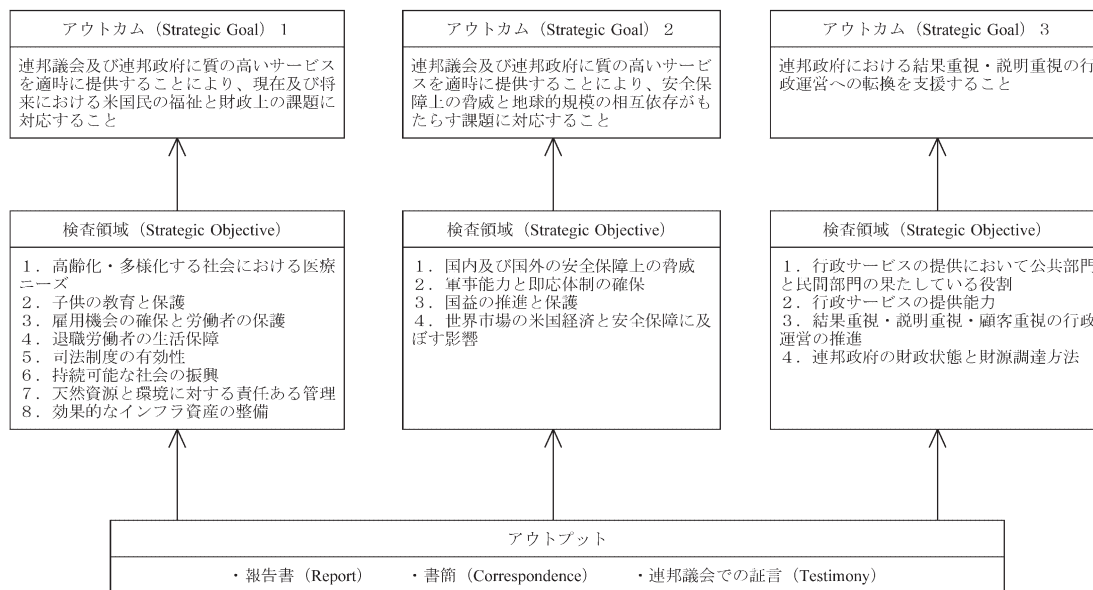 アウトカム（Strategic Goal）1
連邦議会及び連邦政府に質の高いサービス
を適時に提供することにより、現在及び将
来における米国民の福祉と財政上の課題に
対応すること
アウトカム（Strategic Goal）2
連邦議会及び連邦政府に質の高いサービ
スを適時に提供することにより、安全保
障上の脅威と地球的規模の相互依存がも
たらす課題に対応すること
アウトカム（Strategic Goal）3
連邦政府における結果重視・説明重視の行
政運営への転換を支援すること
検査領域（Strategic Objective）
1．高齢化・多様化する社会における医療
ニーズ
2．子供の教育と保護
3．雇用機会の確保と労働者の保護
4．退職労働者の生活保障
5．司法制度の有効性
6．持続可能な社会の振興
7．天然資源と環境に対する責任ある管理
8．効果的なインフラ資産の整備
検査領域（Strategic Objective）
1．国内及び国外の安全保障上の脅威
2．軍事能力と即応体制の確保
3．国益の推進と保護
4．世界市場の米国経済と安全保障に及
ぼす影響
検査領域（Strategic Objective）
1．行政サービスの提供において公共部門
と民間部門の果たしている役割
2．行政サービスの提供能力
3．結果重視・説明重視・顧客重視の行政
運営の推進
4．連邦政府の財政状態と財源調達方法
アウトプット
・報告書（Report）　・書簡（Correspondence）　・連邦議会での証言（Testimony）